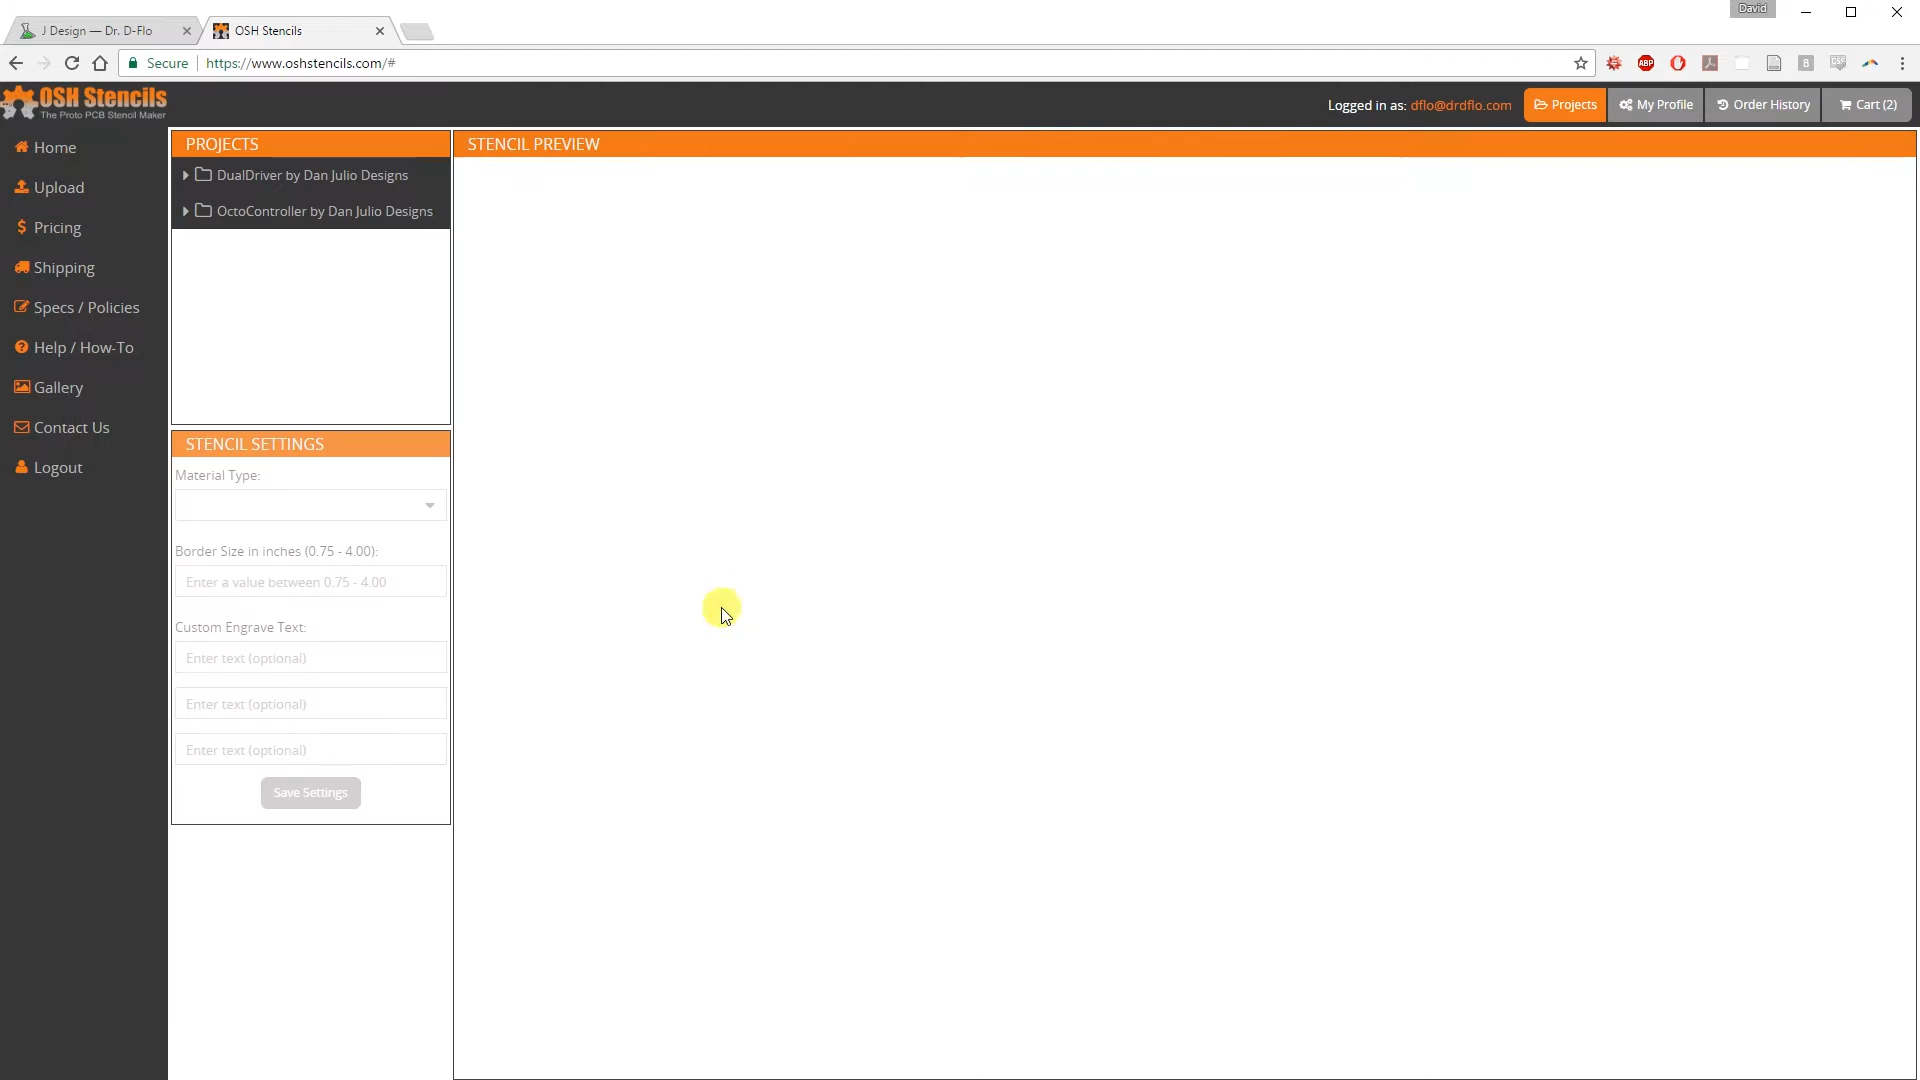 David
J Design — Dr. D-Flo
OSH Stencils
Secure
https://www.oshstencils.com/#
ABP
B
CSF
OSH Stencils
The Proto PCB Stencil Maker
Logged in as: dflo@drdflo.com
Projects
My Profile
Order History
Cart (2)
Home
Upload
Pricing
Shipping
Specs / Policies
Help / How-To
Gallery
Contact Us
Logout
PROJECTS
DualDriver by Dan Julio Designs
OctoController by Dan Julio Designs
STENCIL SETTINGS
Material Type:
Border Size in inches (0.75 - 4.00):
Enter a value between 0.75 - 4.00
Custom Engrave Text:
Enter text (optional)
Enter text (optional)
Enter text (optional)
Save Settings
STENCIL PREVIEW